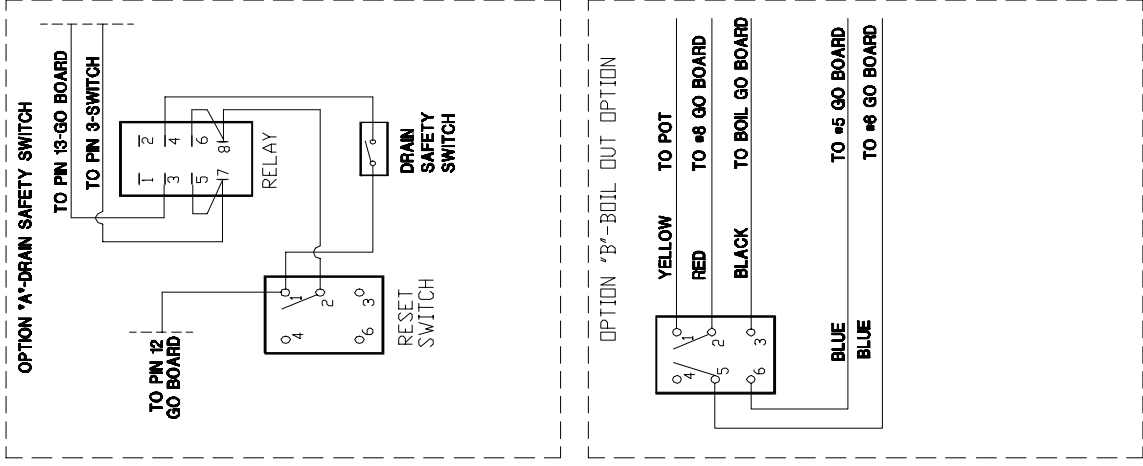 OPTION "A"-DRAIN SAFETY SWITCH
TO PIN 13-GO BOARD
TO PIN 3-SWITCH
1 2
3 4
5 6
7 8
RELAY
DRAIN
SAFETY
SWITCH
TO PIN 12
GO BOARD
4 1
2
6 3
RESET
SWITCH
OPTION "B"-BOIL OUT OPTION
YELLOW TO POT
RED TO #8 GO BOARD
BLACK TO BOIL GO BOARD
4 1
5 2
6 3
BLUE TO #5 GO BOARD
BLUE TO #6 GO BOARD